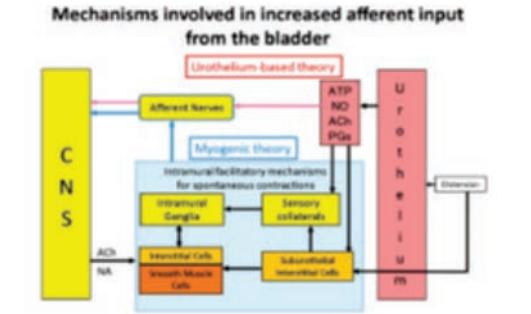 Mechanisms involved in increased afferent input
from the bladder
Urothelium-based theory
ATP
NO
ACh
PGs
Afferent Nerves
Myogenic theory
Intramural facilitatory mechanisms
for spontaneous contractions
Intramural
Ganglia
Sensory
collaterals
Interstitial Cells
Smooth Muscle
Cells
Suburothelial
Interstitial Cells
C
N
S
ACh
NA
U
r
o
t
h
e
l
i
u
m
Distension